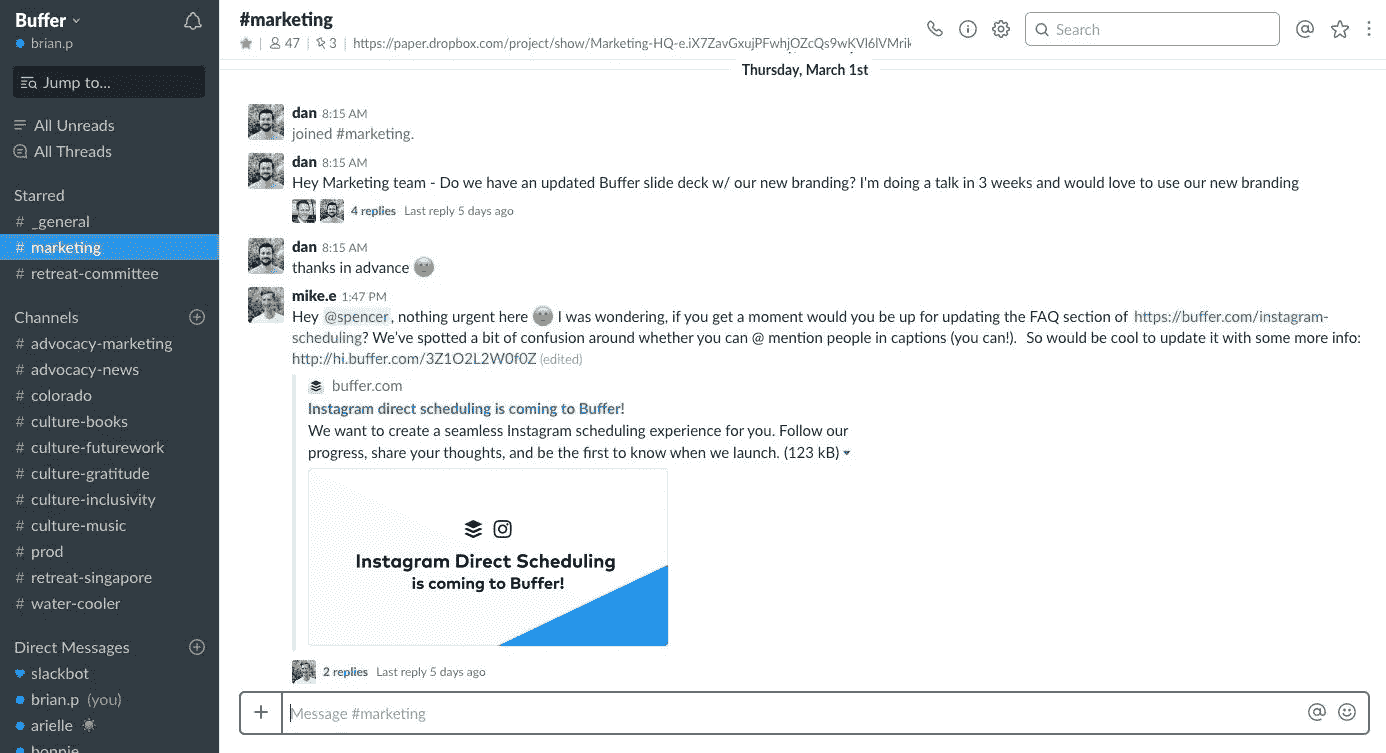 Buffer
brian.p
Jump to...
All Unreads
All Threads
Starred
# _general
# marketing
# retreat-committee
Channels
# advocacy-marketing
# advocacy-news
# colorado
# culture-books
# culture-futurework
# culture-gratitude
# culture-inclusivity
# culture-music
# prod
# retreat-singapore
# water-cooler
Direct Messages
slackbot
brian.p (you)
arielle
bonnie
#marketing
47 | 3 | https://paper.dropbox.com/project/show/Marketing-HQ-e.iX7ZavGxujPFwhjOZcQs9wKVl6lVMrik
Search
Thursday, March 1st
dan 8:15 AM
joined #marketing.
dan 8:15 AM
Hey Marketing team - Do we have an updated Buffer slide deck w/ our new branding? I'm doing a talk in 3 weeks and would love to use our new branding
4 replies Last reply 5 days ago
dan 8:15 AM
thanks in advance
mike.e 1:47 PM
Hey @spencer, nothing urgent here I was wondering, if you get a moment would you be up for updating the FAQ section of https://buffer.com/instagram-
scheduling? We've spotted a bit of confusion around whether you can @ mention people in captions (you can!). So would be cool to update it with some more info:
http://hi.buffer.com/3Z1O2L2W0f0Z (edited)
buffer.com
Instagram direct scheduling is coming to Buffer!
We want to create a seamless Instagram scheduling experience for you. Follow our
progress, share your thoughts, and be the first to know when we launch. (123 kB)
Instagram Direct Scheduling
is coming to Buffer!
2 replies Last reply 5 days ago
Message #marketing